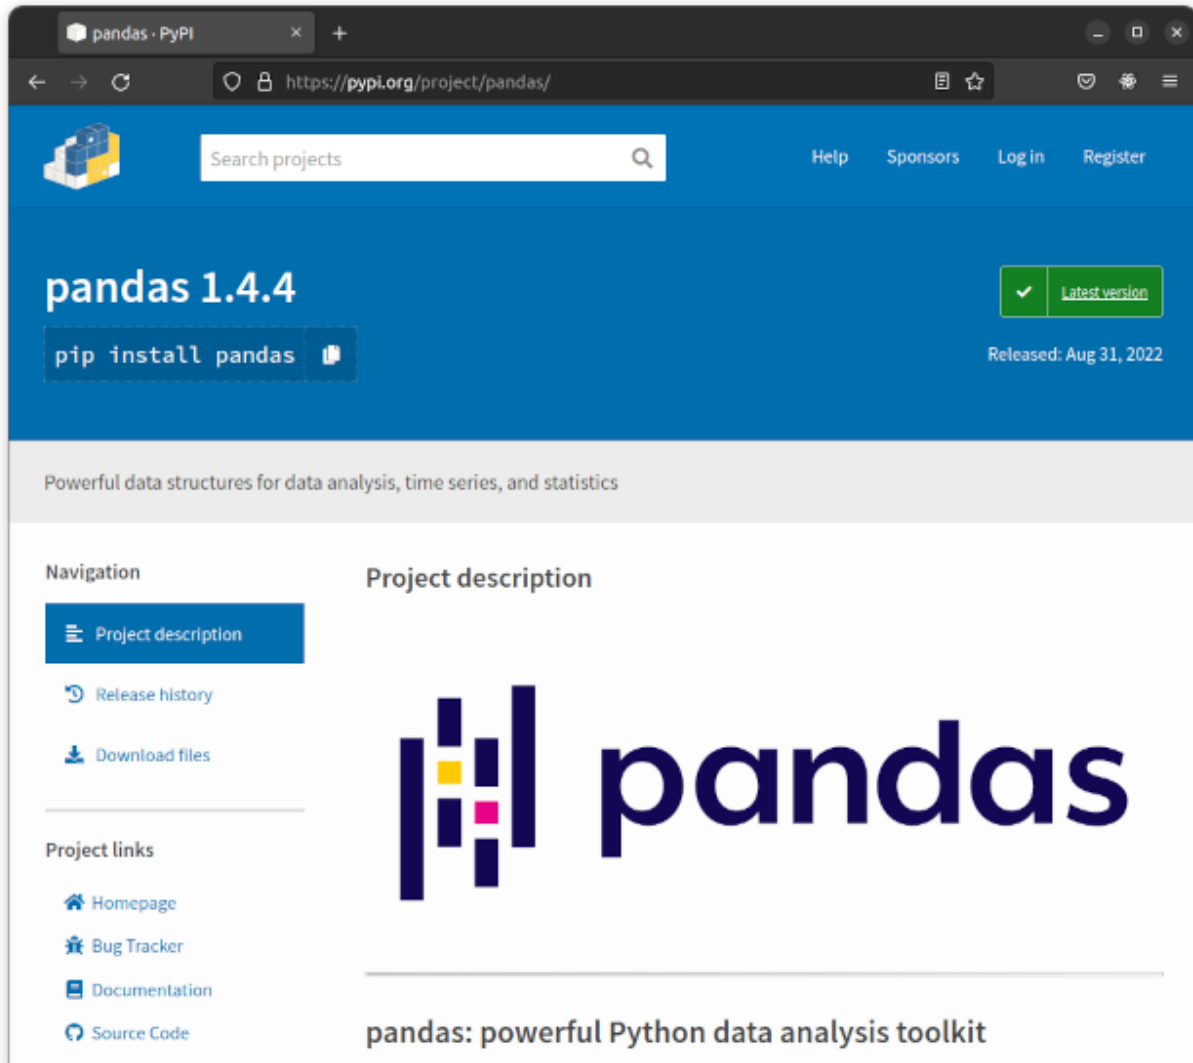 pandas · PyPI
https://pypi.org/project/pandas/
Search projects
Help Sponsors Log in Register
pandas 1.4.4
Latest version
pip install pandas
Released: Aug 31, 2022
Powerful data structures for data analysis, time series, and statistics
Navigation
Project description
Release history
Download files
Project links
Homepage
Bug Tracker
Documentation
Source Code
Project description
pandas
pandas: powerful Python data analysis toolkit